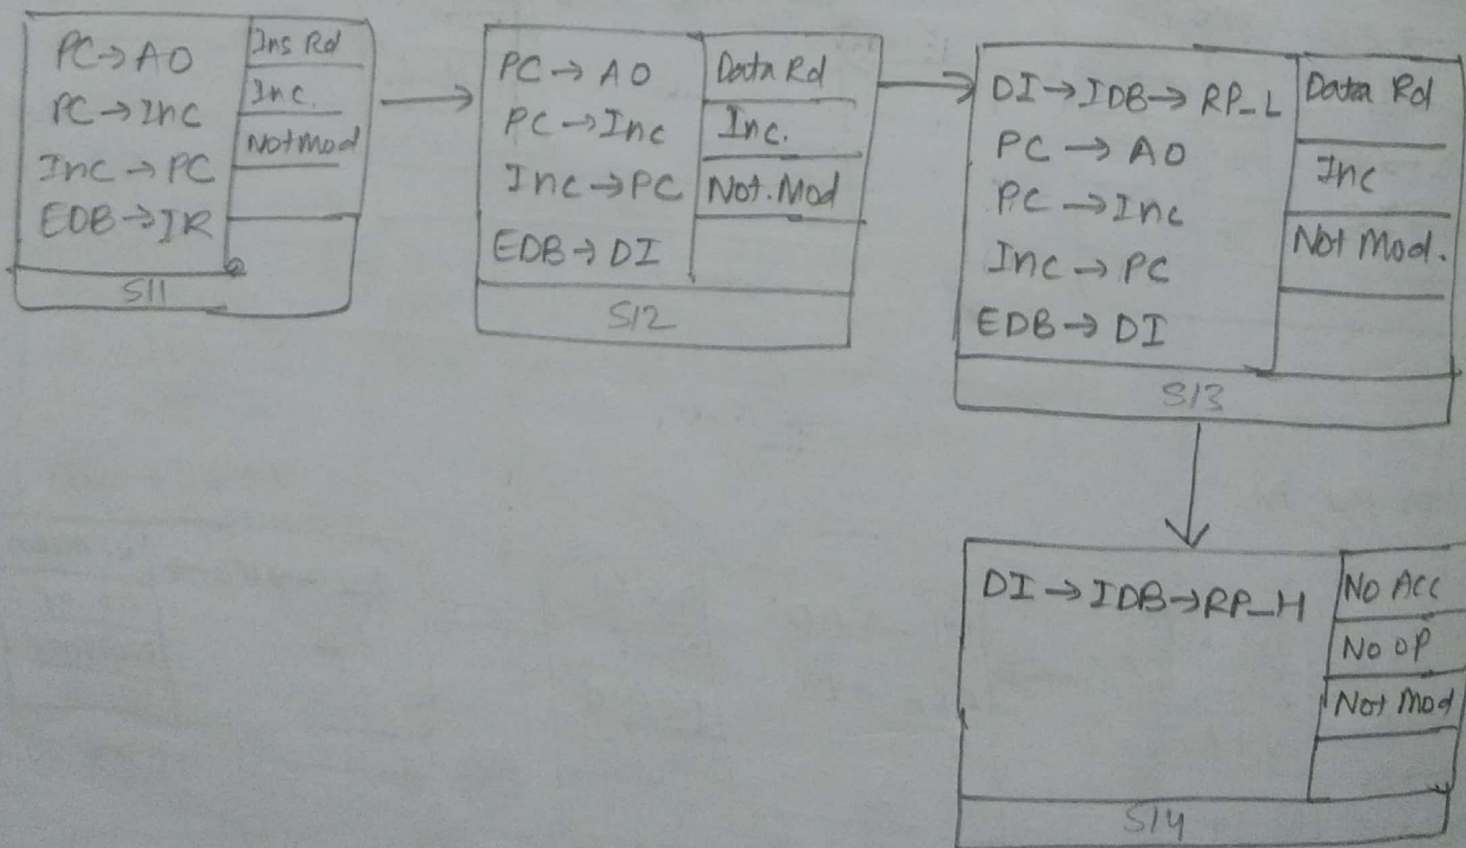 PC→AO
PC→Inc
Inc→PC
EDB→IR
Ins Rd
Inc.
Not Mod
S11
PC→AO
PC→Inc
Inc→PC
EDB→DI
Data Rd
Inc.
Not.Mod
S12
DI→IDB→RP_L
PC→AO
PC→Inc
Inc→PC
EDB→DI
Data Rd
Inc
Not Mod.
S13
DI→IDB→RP_H
No Acc
No OP
Not Mod
S14